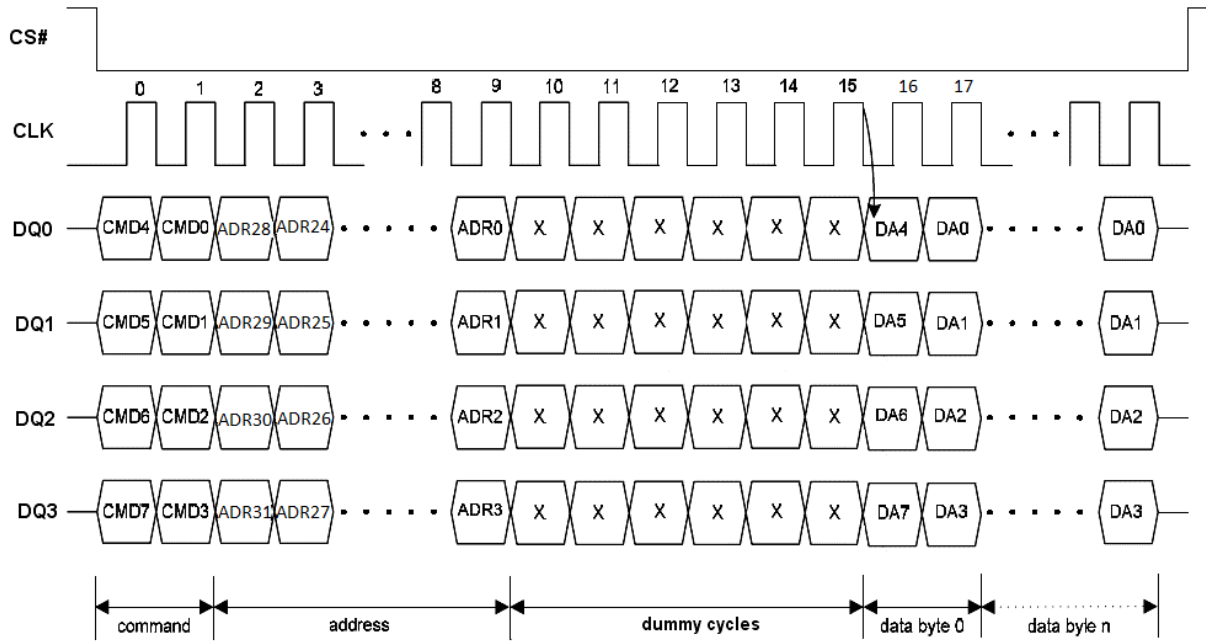 CS#
0 1 2 3 8 9 10 11 12 13 14 15 16 17
CLK
DQ0 CMD4 CMD0 ADR28 ADR24 ADR0 X X X X X X DA4 DA0 DA0
DQ1 CMD5 CMD1 ADR29 ADR25 ADR1 X X X X X X DA5 DA1 DA1
DQ2 CMD6 CMD2 ADR30 ADR26 ADR2 X X X X X X DA6 DA2 DA2
DQ3 CMD7 CMD3 ADR31 ADR27 ADR3 X X X X X X DA7 DA3 DA3
command address dummy cycles data byte 0 data byte n